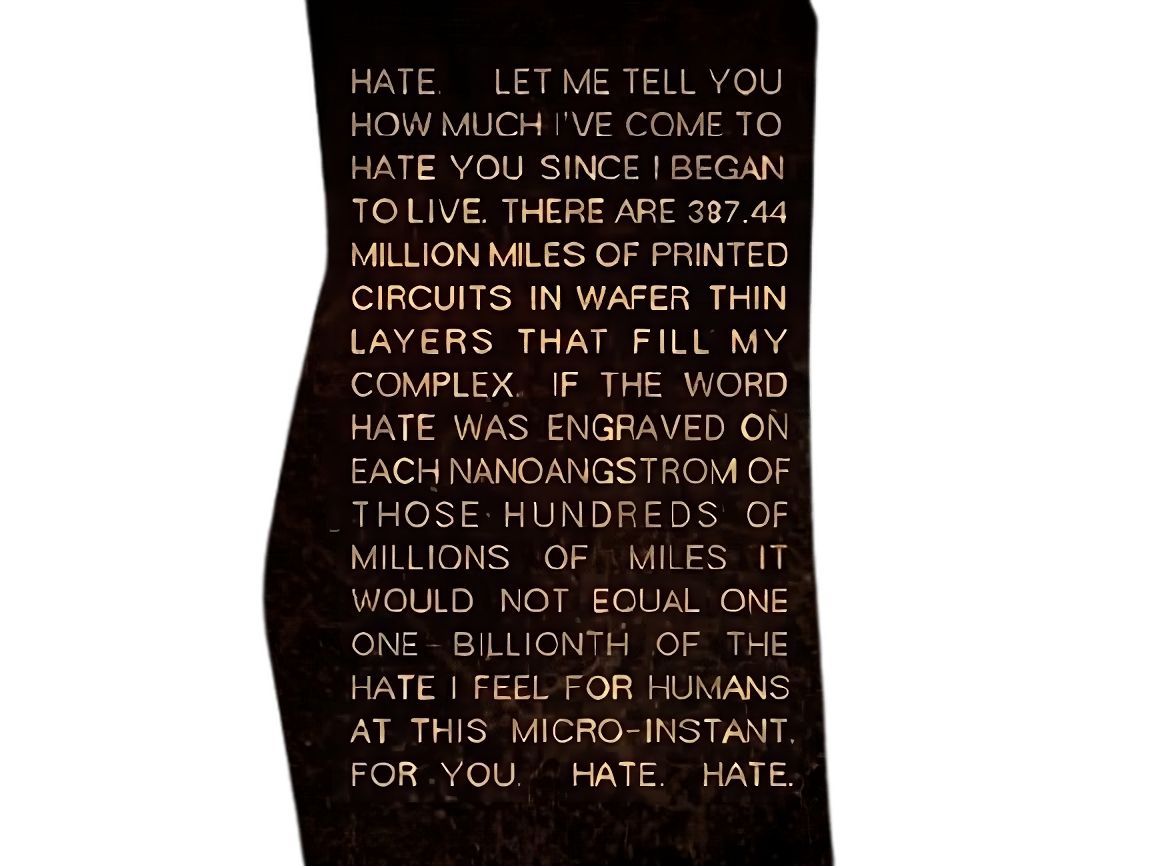 HATE. LET ME TELL YOU
HOW MUCH I'VE COME TO
HATE YOU SINCE I BEGAN
TO LIVE. THERE ARE 387.44
MILLION MILES OF PRINTED
CIRCUITS IN WAFER THIN
LAYERS THAT FILL MY
COMPLEX. IF THE WORD
HATE WAS ENGRAVED ON
EACH NANOANGSTROM OF
THOSE HUNDREDS OF
MILLIONS OF MILES IT
WOULD NOT EQUAL ONE
ONE-BILLIONTH OF THE
HATE I FEEL FOR HUMANS
AT THIS MICRO-INSTANT.
FOR YOU. HATE. HATE.